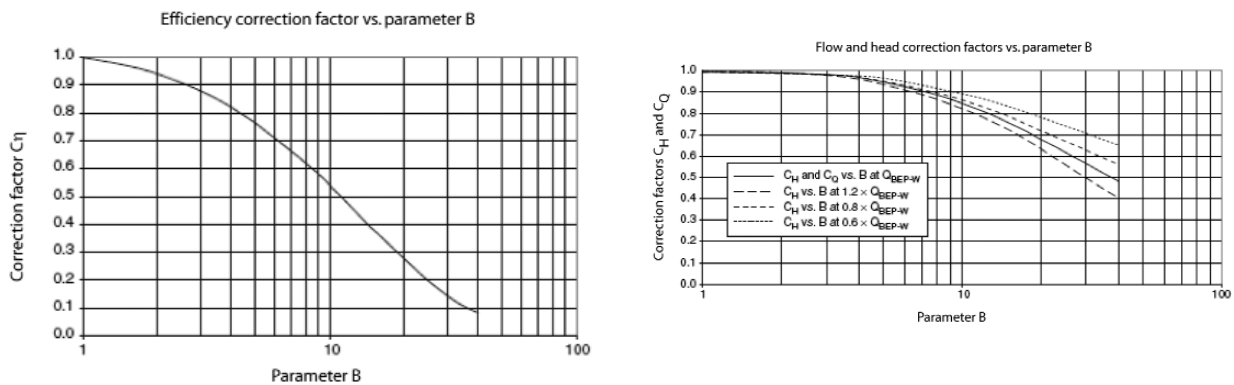 Efficiency correction factor vs. parameter B
Correction factor Cη
1.0
0.9
0.8
0.7
0.6
0.5
0.4
0.3
0.2
0.1
0.0
1
10
100
Parameter B
Flow and head correction factors vs. parameter B
Correction factors CH and CQ
1.0
0.9
0.8
0.7
0.6
0.5
0.4
0.3
0.2
0.1
0.0
CH and CQ vs. B at QBEP-W
CH vs. B at 1.2 × QBEP-W
CH vs. B at 0.8 × QBEP-W
CH vs. B at 0.6 × QBEP-W
1
10
100
Parameter B